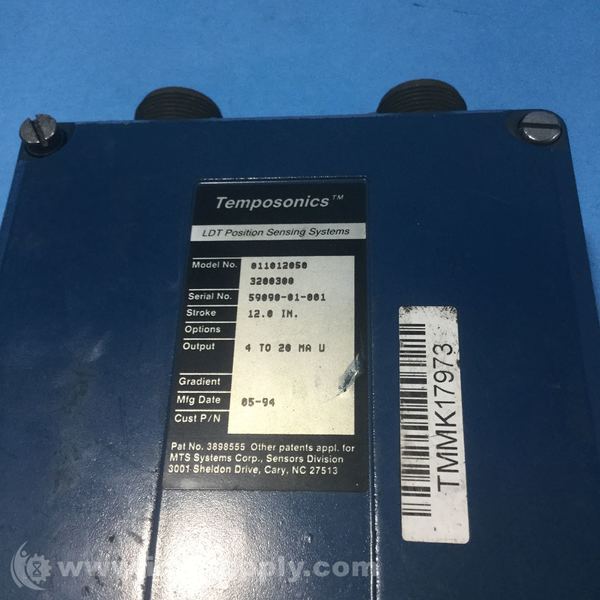 Temposonics™
LDT Position Sensing Systems
Model No. 011012050
3200300
Serial No. 59090-01-001
Stroke 12.0 IN.
Options
Output 4 TO 20 MA U
Gradient
Mfg Date 05-94
Cust P/N
Pat No. 3898555 Other patents appl. for
MTS Systems Corp., Sensors Division
3001 Sheldon Drive, Cary, NC 27513
TMMK17973